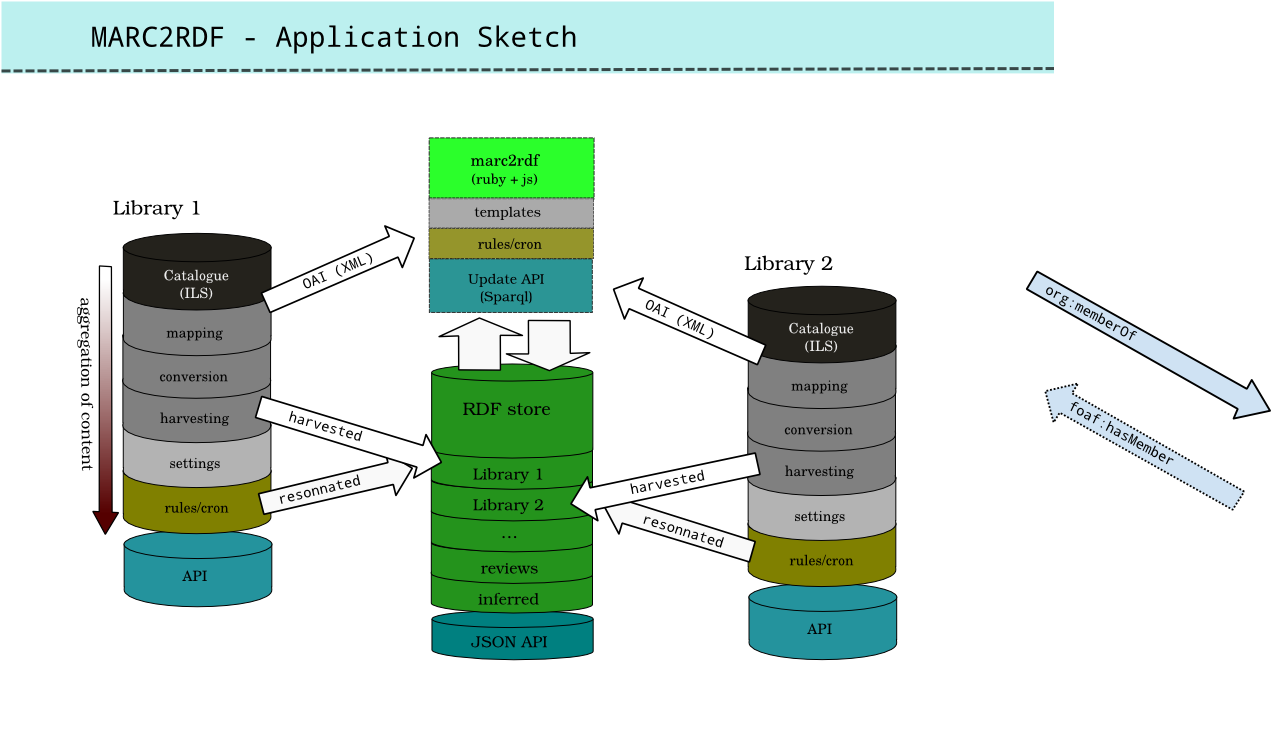 MARC2RDF - Application Sketch
Library 1
aggregation of content
Catalogue
(ILS)
mapping
conversion
harvesting
settings
rules/cron
API
OAI (XML)
harvested
resonnated
marc2rdf
(ruby + js)
templates
rules/cron
Update API
(Sparql)
RDF store
Library 1
Library 2
...
reviews
inferred
JSON API
OAI (XML)
harvested
resonnated
Library 2
Catalogue
(ILS)
mapping
conversion
harvesting
settings
rules/cron
API
org:memberOf
foaf:hasMember